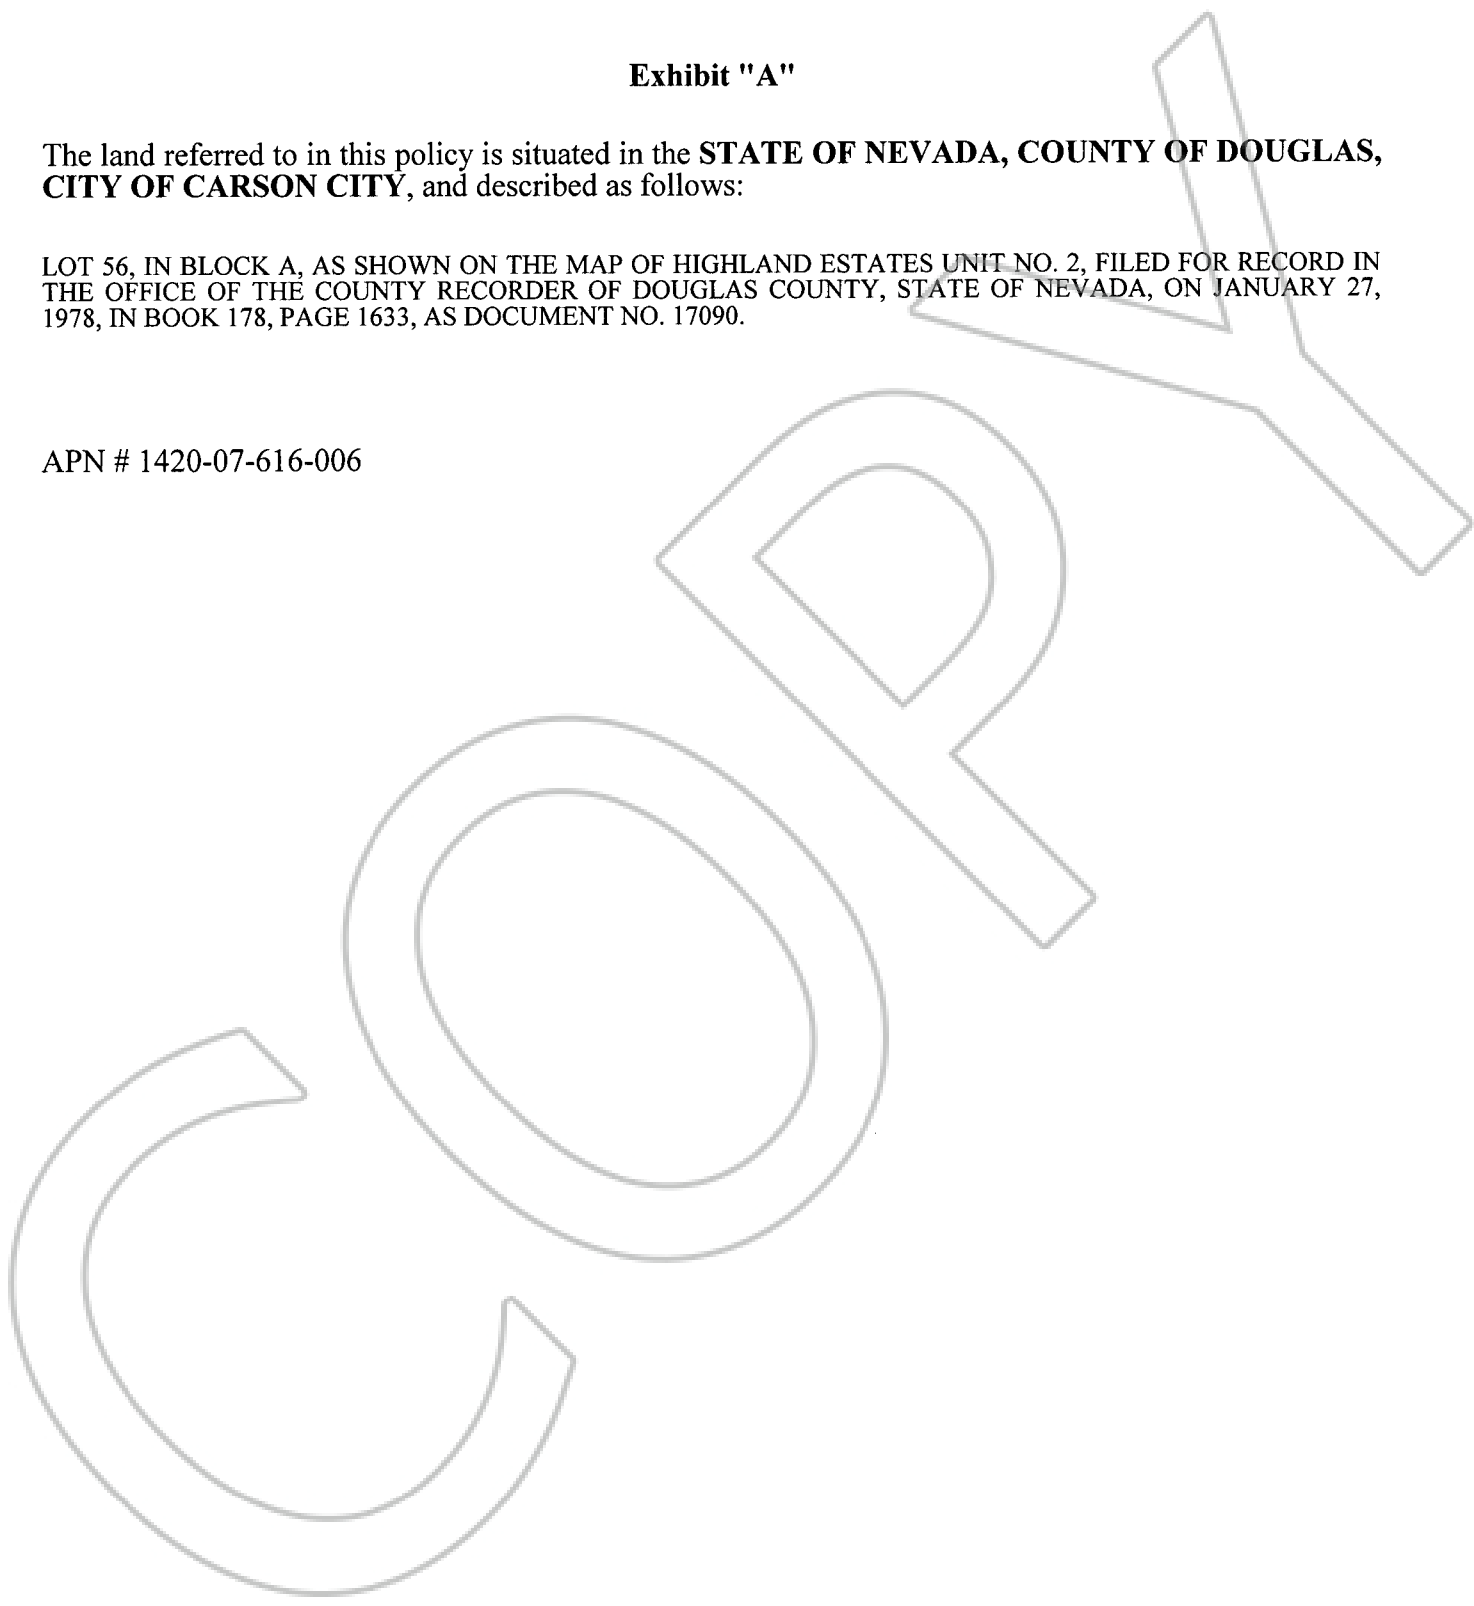 Exhibit "A"
The land referred to in this policy is situated in the STATE OF NEVADA, COUNTY OF DOUGLAS,
CITY OF CARSON CITY, and described as follows:
LOT 56, IN BLOCK A, AS SHOWN ON THE MAP OF HIGHLAND ESTATES UNIT NO. 2, FILED FOR RECORD IN
THE OFFICE OF THE COUNTY RECORDER OF DOUGLAS COUNTY, STATE OF NEVADA, ON JANUARY 27,
1978, IN BOOK 178, PAGE 1633, AS DOCUMENT NO. 17090.
APN # 1420-07-616-006
COPY